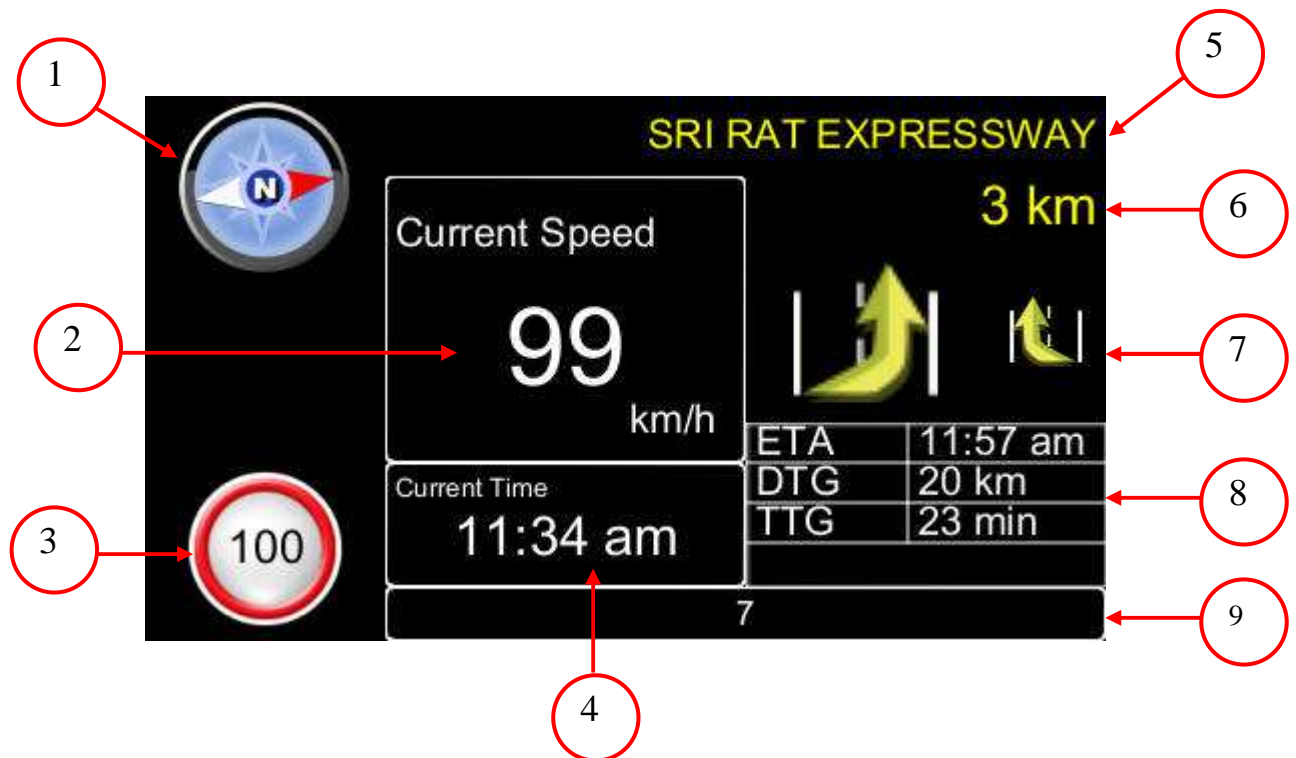 1
5
SRI RAT EXPRESSWAY
N
3 km
6
Current Speed
2
99
7
km/h
ETA 11:57 am
Current Time
DTG 20 km
8
3
100
11:34 am
TTG 23 min
7
9
4